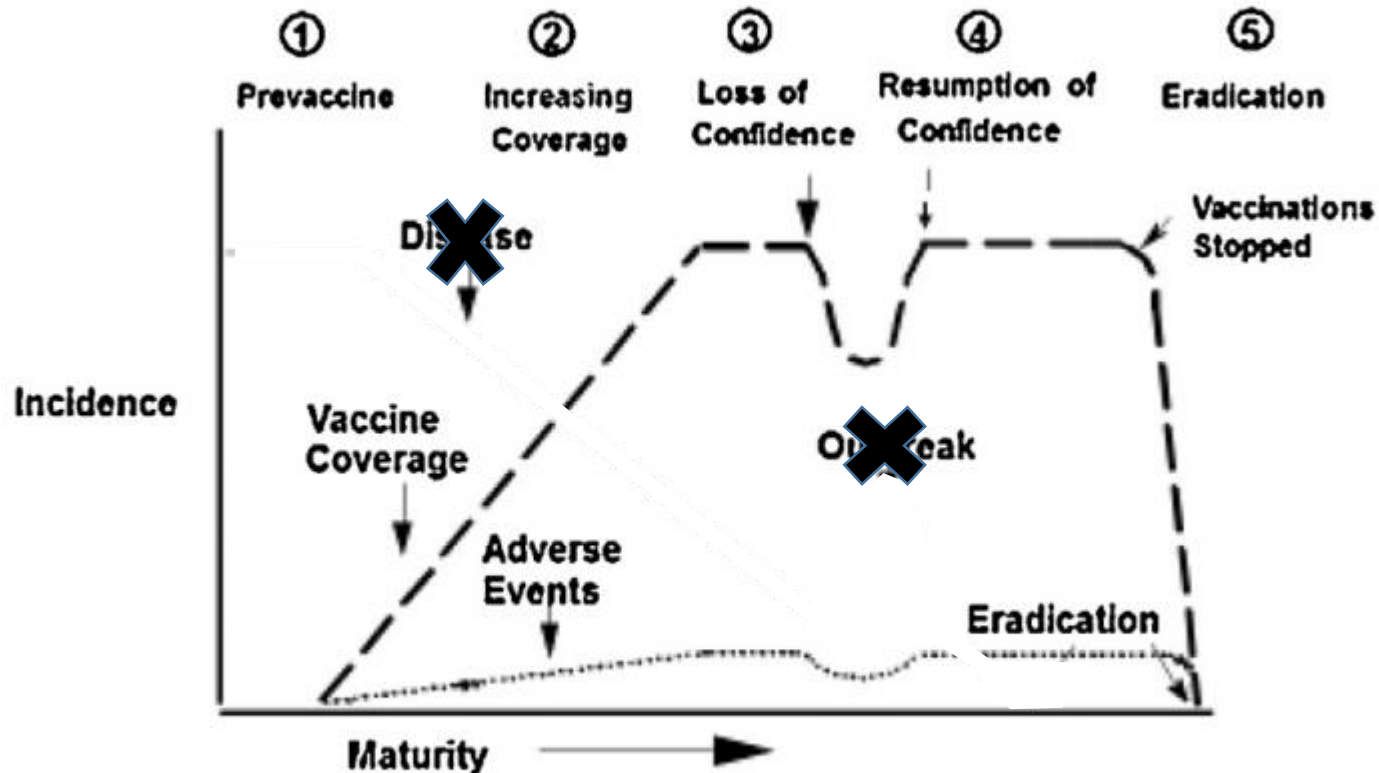 ① ② ③ ④ ⑤
Prevaccine
Increasing
Coverage
Loss of
Confidence
Resumption of
Confidence
Eradication
Vaccinations
Stopped
Incidence
Vaccine
Coverage
Adverse
Events
Eradication
Maturity